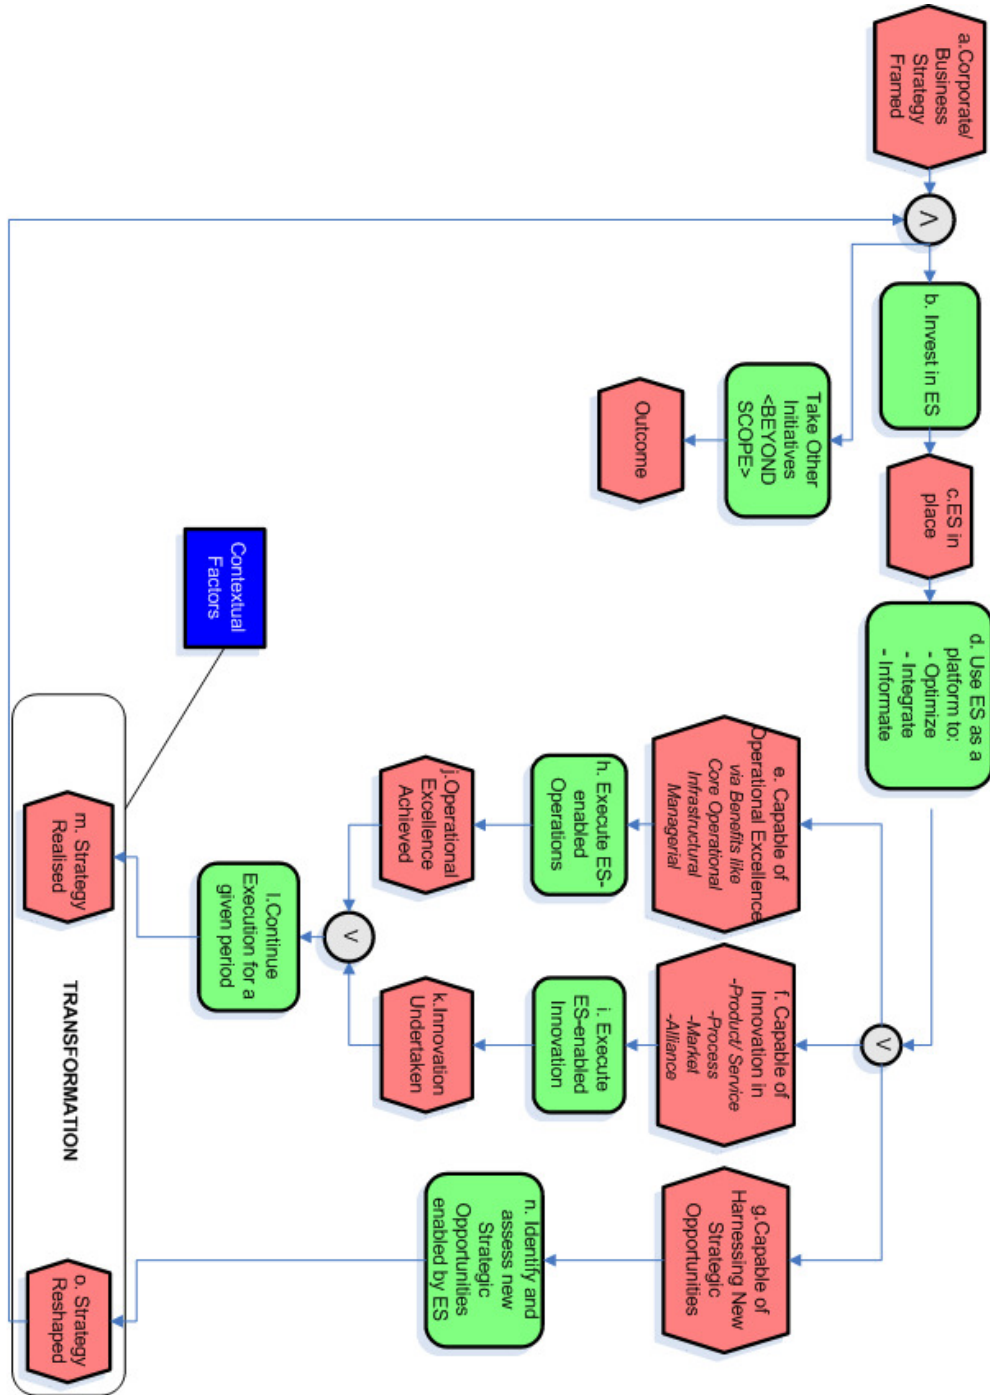 a.Corporate/
Business
Strategy
Framed
V
b. Invest in ES
Take Other
Initiatives
<BEYOND
SCOPE>
Outcome
c.ES in
place
d. Use ES as a
platform to:
- Optimize
- Integrate
- Informate
V
e. Capable of
Operational Excellence
via Benefits like
Core Operational
Infrastructural
Managerial
f. Capable of
Innovation in
-Product/ Service
-Process
-Market
-Alliance
g.Capable of
Harnessing New
Strategic
Opportunities
h. Execute ES-
enabled
Operations
i. Execute
ES-enabled
Innovation
n. Identify and
assess new
Strategic
Opportunities
enabled by ES
j.Operational
Excellence
Achieved
k.Innovation
Undertaken
V
l.Continue
Execution for a
given period
Contextual
Factors
m. Strategy
Realised
TRANSFORMATION
o. Strategy
Reshaped